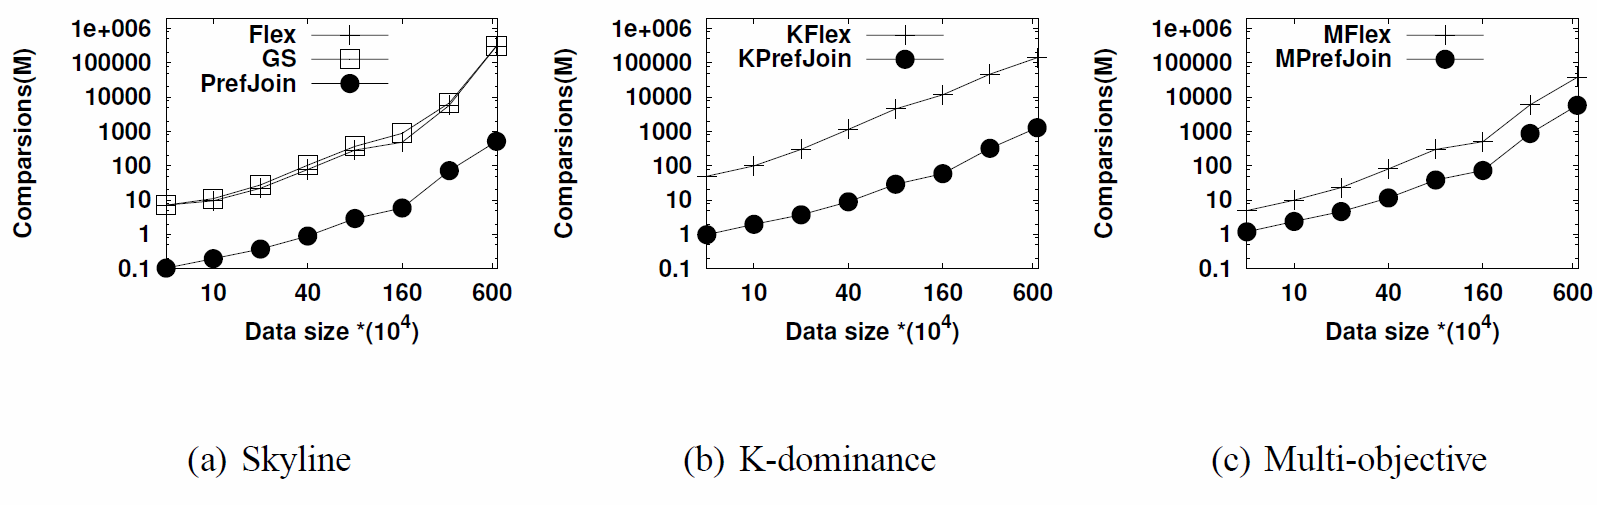 1e+006
100000
10000
1000
100
10
1
0.1
Comparsions(M)
Flex
GS
PrefJoin
10 40 160 600
Data size *(10⁴)
(a) Skyline
1e+006
100000
10000
1000
100
10
1
0.1
Comparsions(M)
KFlex
KPrefJoin
10 40 160 600
Data size *(10⁴)
(b) K-dominance
1e+006
100000
10000
1000
100
10
1
0.1
Comparsions(M)
MFlex
MPrefJoin
10 40 160 600
Data size *(10⁴)
(c) Multi-objective